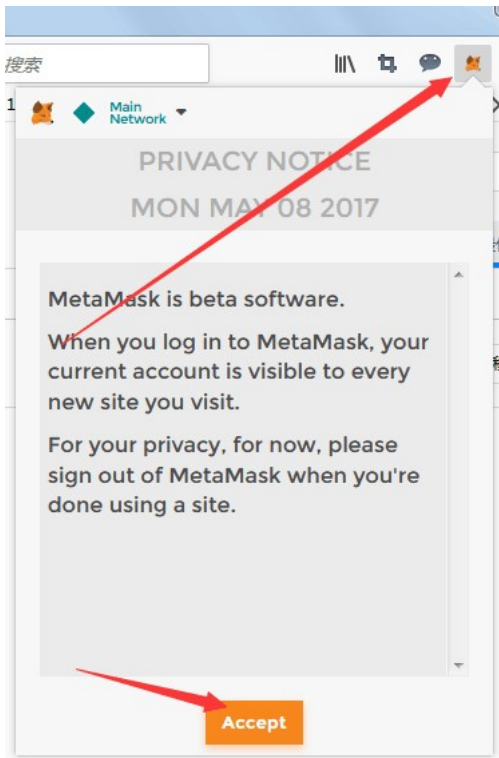 搜索
1
Main
Network
PRIVACY NOTICE
MON MAY 08 2017
MetaMask is beta software.
When you log in to MetaMask, your
current account is visible to every
new site you visit.
For your privacy, for now, please
sign out of MetaMask when you're
done using a site.
Accept